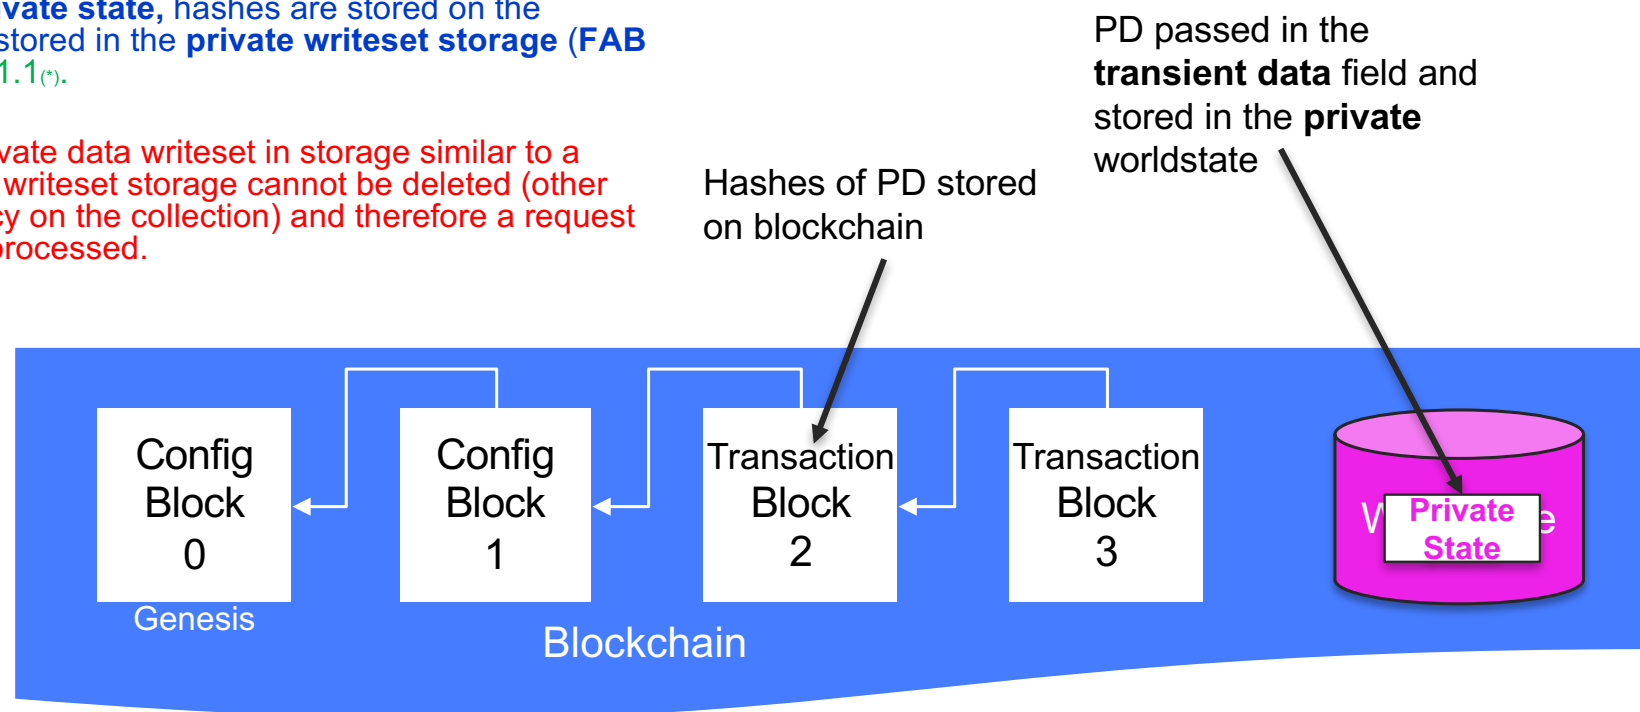 ivate state, hashes are stored on the
stored in the private writeset storage (FAB
1.1(*).
vate data writeset in storage similar to a
writeset storage cannot be deleted (other
cy on the collection) and therefore a request
processed.
PD passed in the
transient data field and
stored in the private
worldstate
Hashes of PD stored
on blockchain
Config
Block
0
Config
Block
1
Transaction
Block
2
Transaction
Block
3
Private
State
Genesis
Blockchain